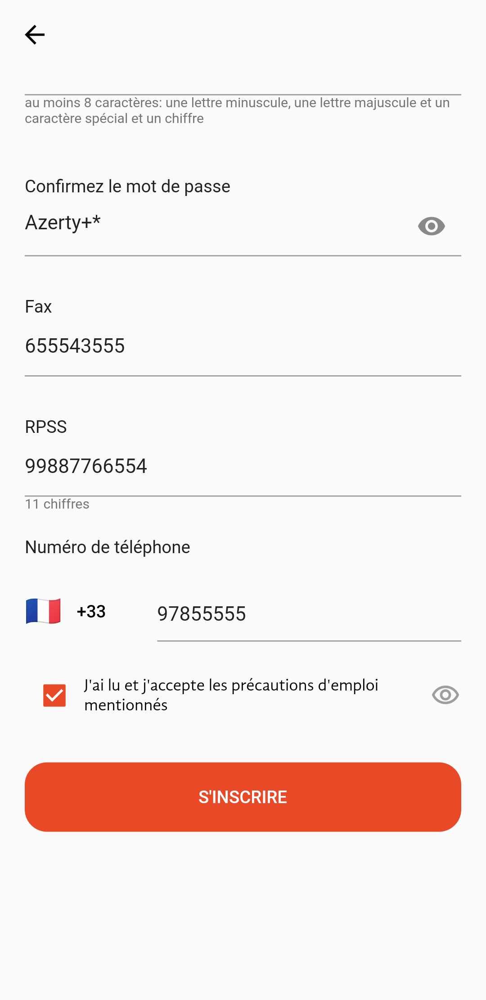 au moins 8 caractères: une lettre minuscule, une lettre majuscule et un
caractère spécial et un chiffre
Confirmez le mot de passe
Azerty+*
Fax
655543555
RPSS
99887766554
11 chiffres
Numéro de téléphone
+33 97855555
J'ai lu et j'accepte les précautions d'emploi
mentionnés
S'INSCRIRE